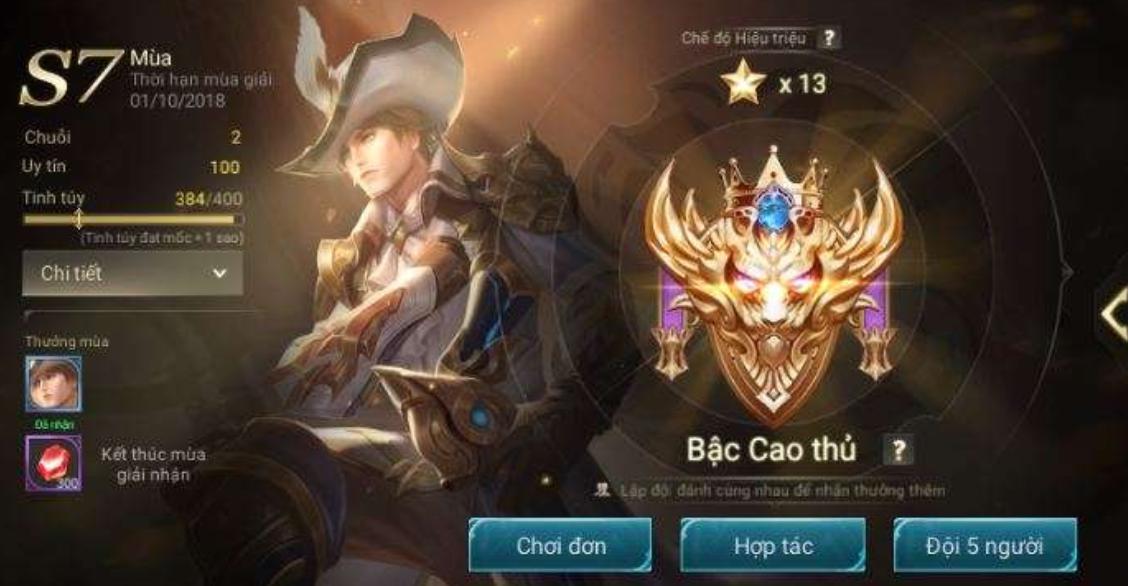 S7 Mùa
Thời hạn mùa giải
01/10/2018
Chuỗi 2
Uy tín 100
Tinh túy 384/400
(Tinh túy đạt mốc + 1 sao)
Chi tiết
Thưởng mùa
Đã nhận
300
Kết thúc mùa
giải nhận
Chế độ Hiệu triệu ?
x 13
Bậc Cao thủ ?
Lập đội đánh cùng nhau để nhận thưởng thêm
Chơi đơn
Hợp tác
Đội 5 người